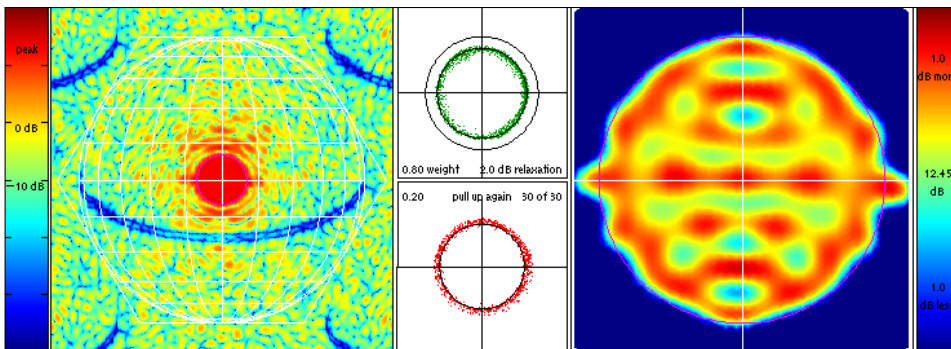 peak
0 dB
-10 dB
0.80 weight 2.0 dB relaxation
0.20 pull up again 30 of 30
1.0
dB mor
12.45
dB
1.0
dB less